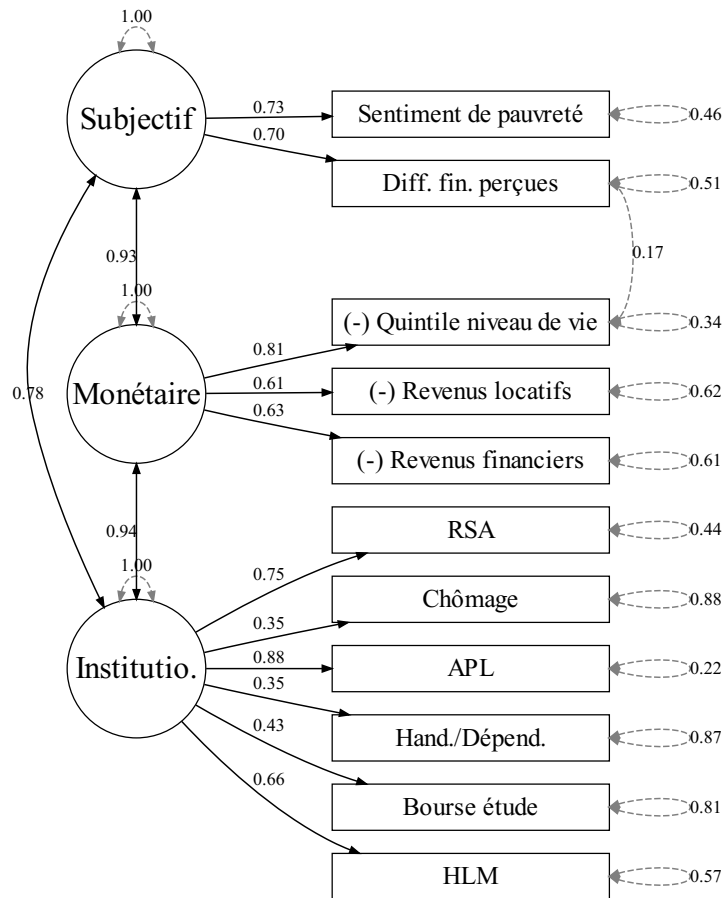 1.00
Subjectif
0.73
Sentiment de pauvreté
0.46
0.70
Diff. fin. perçues
0.51
0.17
0.93
1.00
Monétaire
0.81
(-) Quintile niveau de vie
0.34
0.61
(-) Revenus locatifs
0.62
0.63
(-) Revenus financiers
0.61
0.78
0.94
1.00
Institutio.
0.75
RSA
0.44
0.35
Chômage
0.88
0.88
APL
0.22
0.35
Hand./Dépend.
0.87
0.43
Bourse étude
0.81
0.66
HLM
0.57